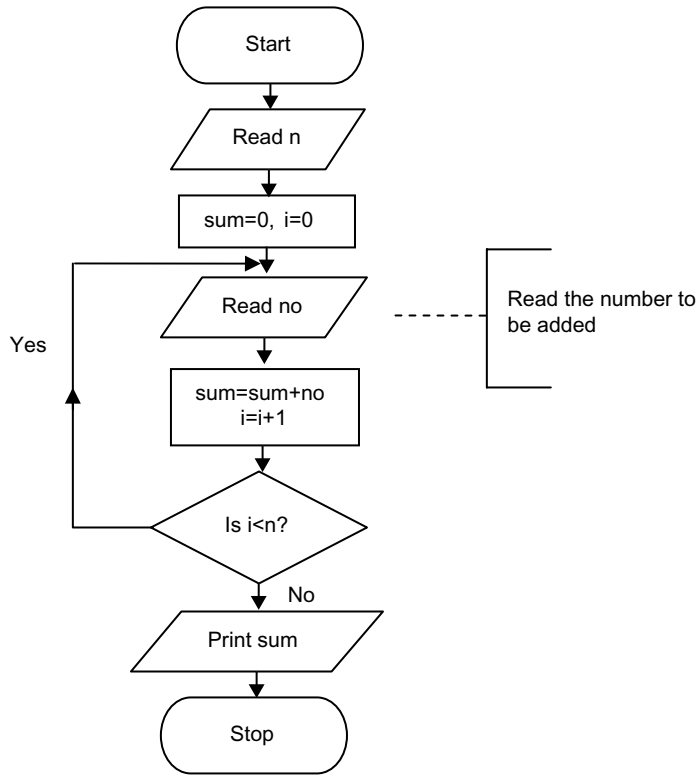 Start
Read n
sum=0, i=0
Read no
Read the number to
be added
Yes
sum=sum+no
i=i+1
Is i<n?
No
Print sum
Stop